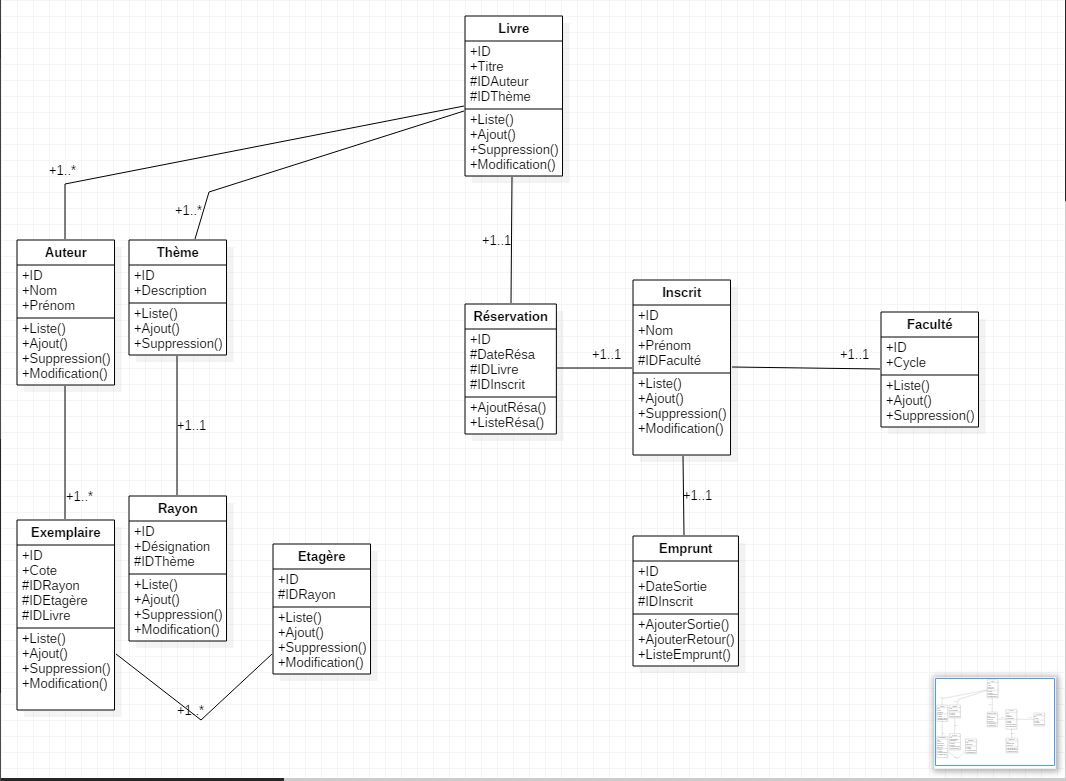 Livre
+ID
+Titre
#IDAuteur
#IDThème
+Liste()
+Ajout()
+Suppression()
+Modification()
+1..*
+1..*
+1..1
Auteur
+ID
+Nom
+Prénom
+Liste()
+Ajout()
+Suppression()
+Modification()
Thème
+ID
+Description
+Liste()
+Ajout()
+Suppression()
Réservation
+ID
#DateRésa
#IDLivre
#IDInscrit
+AjoutRésa()
+ListeRésa()
+1..1
Inscrit
+ID
+Nom
+Prénom
#IDFaculté
+Liste()
+Ajout()
+Suppression()
+Modification()
+1..1
Faculté
+ID
+Cycle
+Liste()
+Ajout()
+Suppression()
+1..1
+1..*
+1..1
Exemplaire
+ID
+Cote
#IDRayon
#IDEtagère
#IDLivre
+Liste()
+Ajout()
+Suppression()
+Modification()
Rayon
+ID
+Désignation
#IDThème
+Liste()
+Ajout()
+Suppression()
+Modification()
Etagère
+ID
#IDRayon
+Liste()
+Ajout()
+Suppression()
+Modification()
+1..*
Emprunt
+ID
+DateSortie
#IDInscrit
+AjouterSortie()
+AjouterRetour()
+ListeEmprunt()